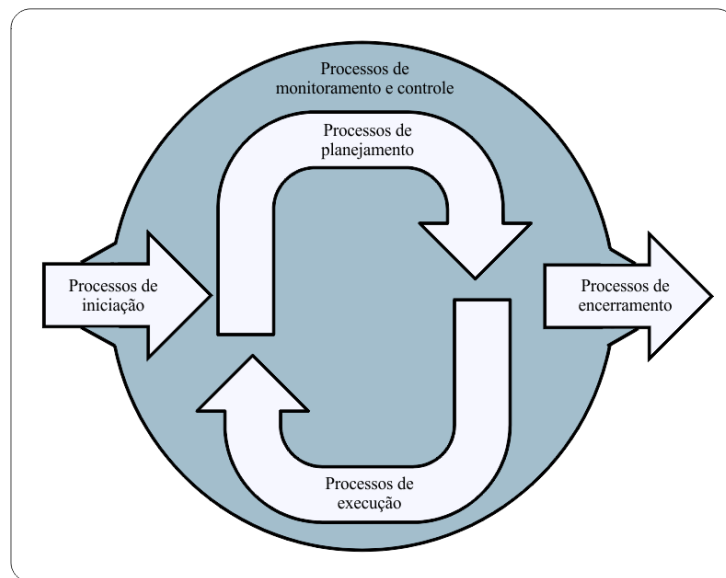 Processos de
monitoramento e controle
Processos de
planejamento
Processos de
iniciação
Processos de
encerramento
Processos de
execução